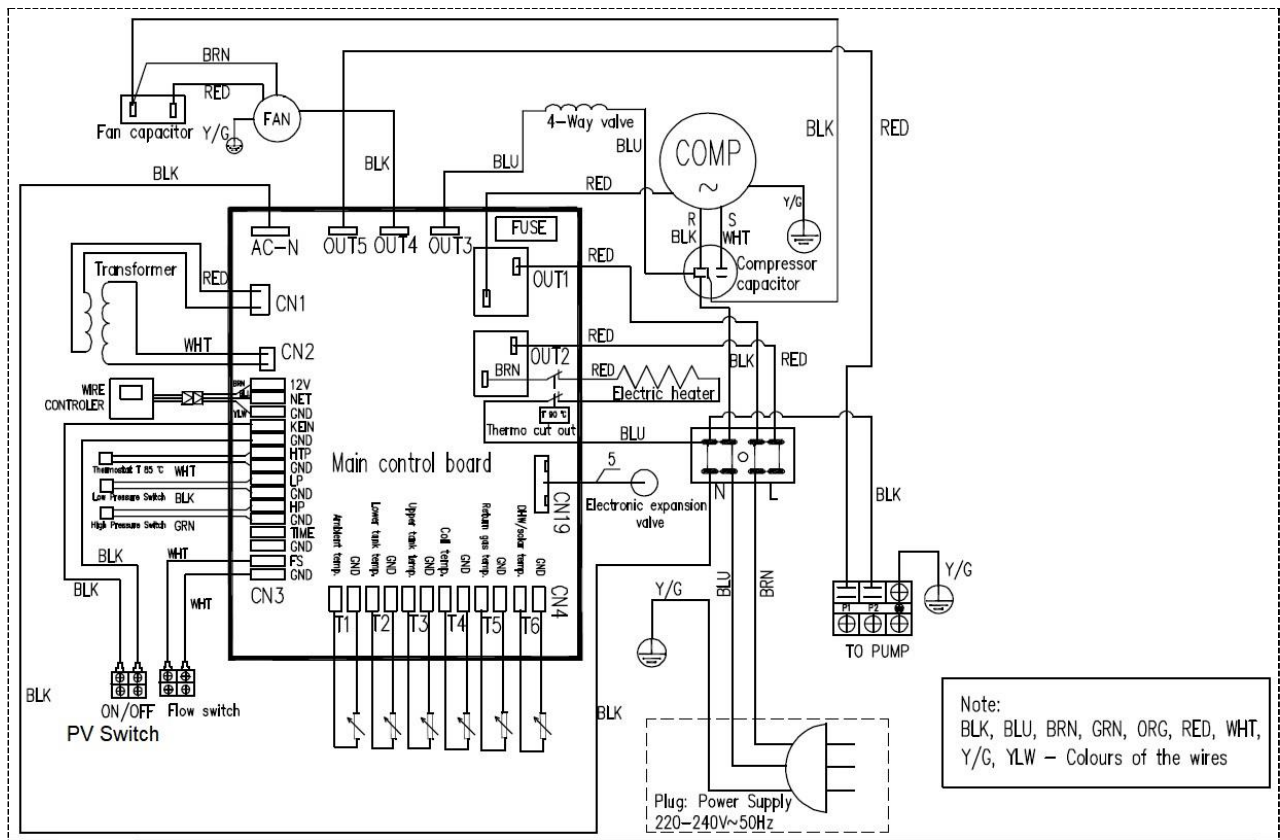 BRN
RED
Fan capacitor
Y/G
FAN
BLK
BLK
BLU
4-Way valve
BLU
COMP
~
RED
R
S
BLK
WHT
Y/G
Compressor
capacitor
BLK
RED
AC-N
OUT5
OUT4
OUT3
FUSE
OUT1
RED
Transformer
RED
CN1
WHT
CN2
OUT2
RED
BRN
RED
Electric heater
T 90 ℃
Thermo cut out
BLU
BLK
RED
WIRE
CONTROLER
BRN
BLU
YLW
12V
NET
GND
KEIN
GND
HTP
GND
LP
GND
HP
GND
TIME
GND
FS
GND
CN3
Thermostat T 85 ℃ WHT
Low Pressure Switch BLK
High Pressure Switch GRN
BLK
BLK
WHT
WHT
Main control board
CN19
5
Electronic expansion
valve
N
L
BLK
Ambient temp.
GND
Lower tank temp.
GND
Upper tank temp.
GND
Coil temp.
GND
Return gas temp.
GND
DHW/solar temp.
GND
CN4
T1
T2
T3
T4
T5
T6
BLU
BRN
Y/G
P1
P2
Y/G
TO PUMP
BLK
ON/OFF
PV Switch
Flow switch
BLK
Plug: Power Supply
220-240V~50Hz
Note:
BLK, BLU, BRN, GRN, ORG, RED, WHT,
Y/G, YLW – Colours of the wires